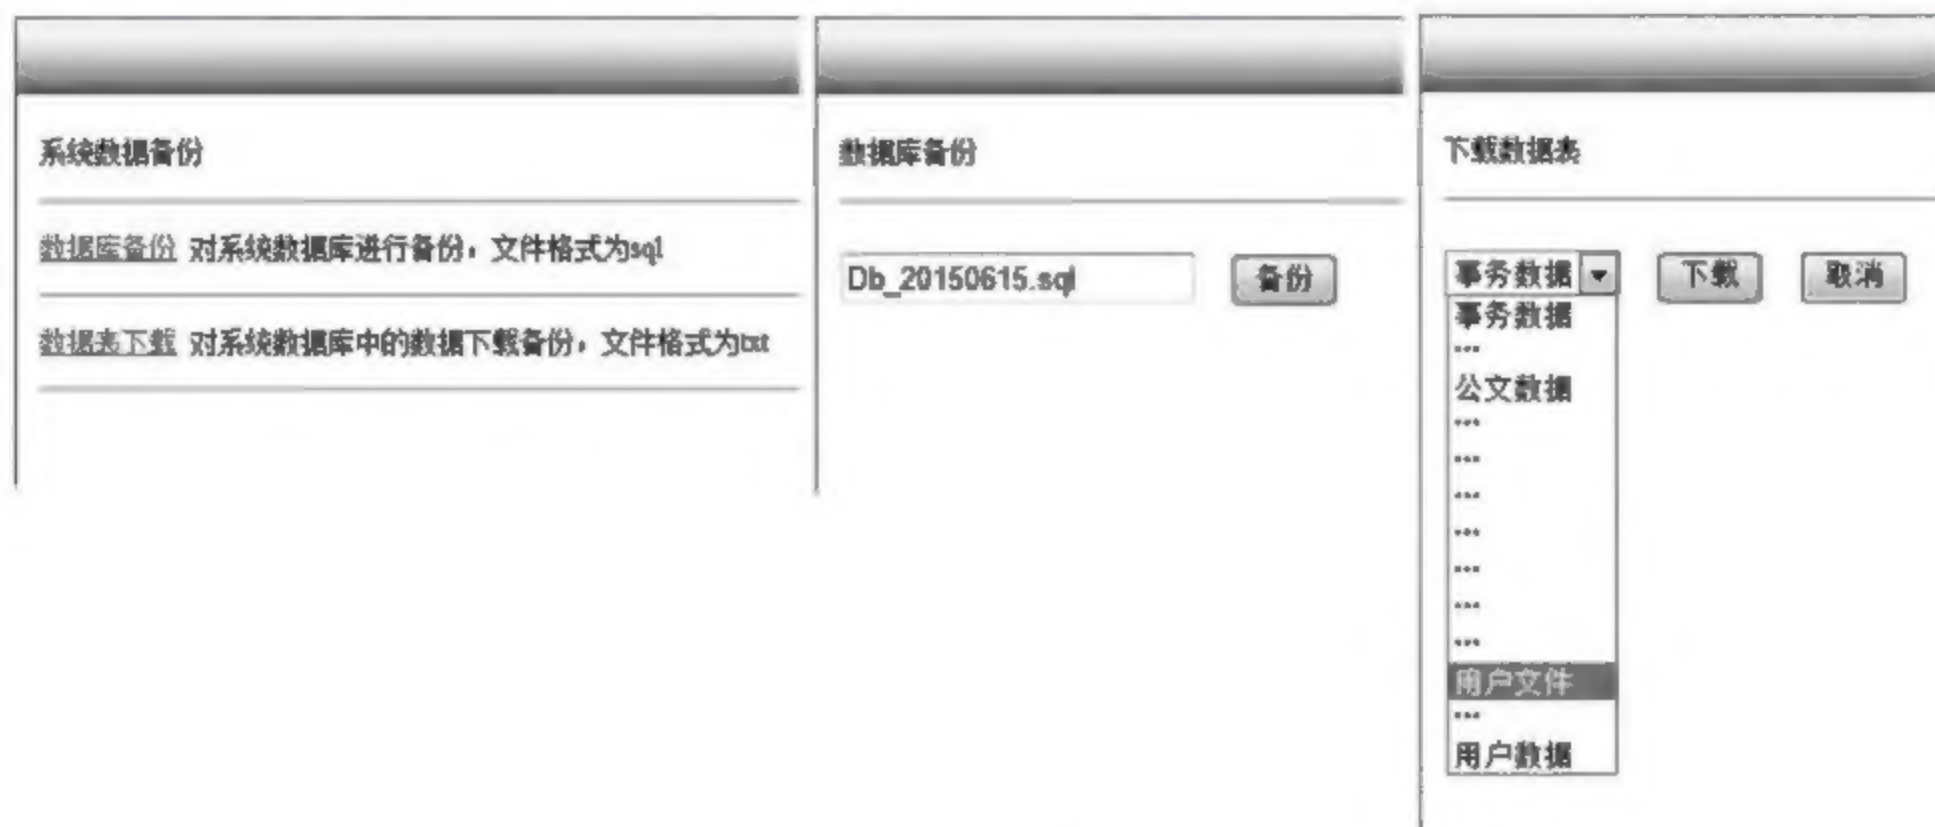 系统数据备份
数据库备份 对系统数据库进行备份，文件格式为sql
数据表下载 对系统数据库中的数据下载备份，文件格式为txt
数据库备份
Db_20150615.sql 备份
下载数据表
事务数据 下载 取消
事务数据
...
公文数据
...
...
...
...
...
...
...
用户文件
...
用户数据